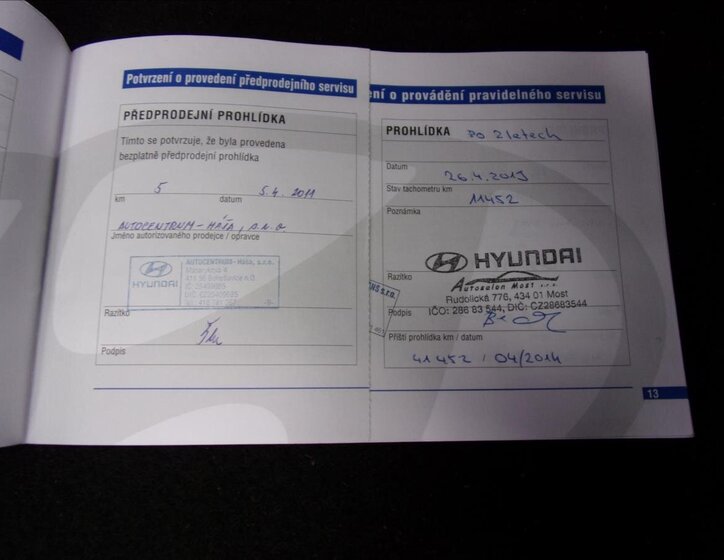 Potvrzení o provedení předprodejního servisu
PŘEDPRODEJNÍ PROHLÍDKA
Tímto se potvrzuje, že byla provedena
bezplatně předprodejní prohlídka
5 5.4. 2011
km datum
AUTOCENTRUM-HÁŠA, s.r.o.
Jméno autorizovaného prodejce / opravce
HYUNDAI
AUTOCENTRUM - Háša, s.r.o.
Razítko
Podpis
ení o provádění pravidelného servisu
PROHLÍDKA Po 2 letech
Datum
26.4.2013
Stav tachometru km
11452
Poznámka
HYUNDAI
Autosalon Most s.r.o.
Razítko
Rudolická 776, 434 01 Most
IČO: 286 83 544, DIČ: CZ28683544
Podpis
Příští prohlídka km / datum
41452 / 04/2014
13